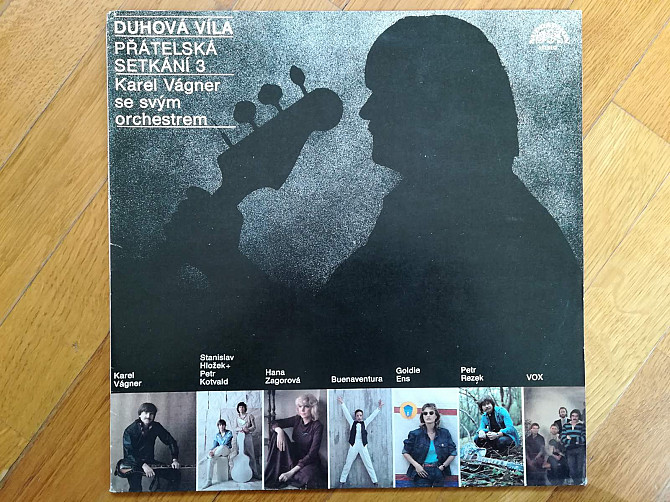 DUHOVÁ VÍLA
PŘÁTELSKÁ
SETKÁNÍ 3
Karel Vágner
se svým
orchestrem
Karel
Vágner
Stanislav
Hložek+
Petr
Kotvald
Hana
Zagorová
Buenaventura
Goldie
Ens
Petr
Rezek
VOX